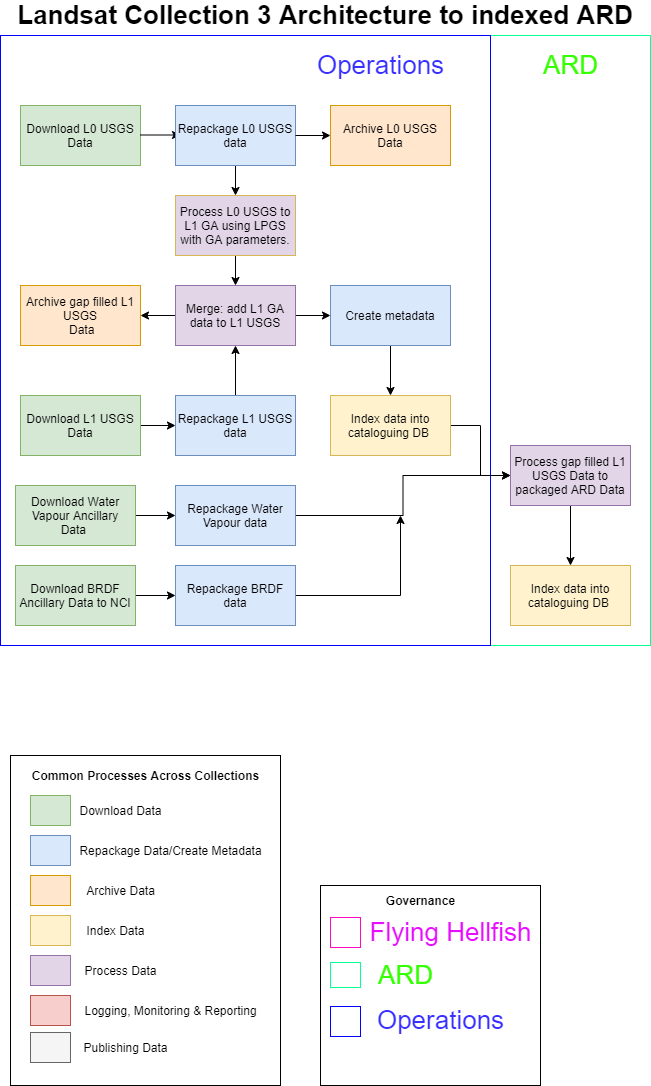 Landsat Collection 3 Architecture to indexed ARD
Operations
ARD
Download L0 USGS
Data
Repackage L0 USGS
data
Archive L0 USGS
Data
Process L0 USGS to
L1 GA using LPGS
with GA parameters.
Archive gap filled L1
USGS
Data
Merge: add L1 GA
data to L1 USGS
Create metadata
Download L1 USGS
Data
Repackage L1 USGS
data
Index data into
cataloguing DB
Process gap filled L1
USGS Data to
packaged ARD Data
Download Water
Vapour Ancillary
Data
Repackage Water
Vapour data
Download BRDF
Ancillary Data to NCI
Repackage BRDF
data
Index data into
cataloguing DB
Common Processes Across Collections
Download Data
Repackage Data/Create Metadata
Archive Data
Index Data
Process Data
Logging, Monitoring & Reporting
Publishing Data
Governance
Flying Hellfish
ARD
Operations